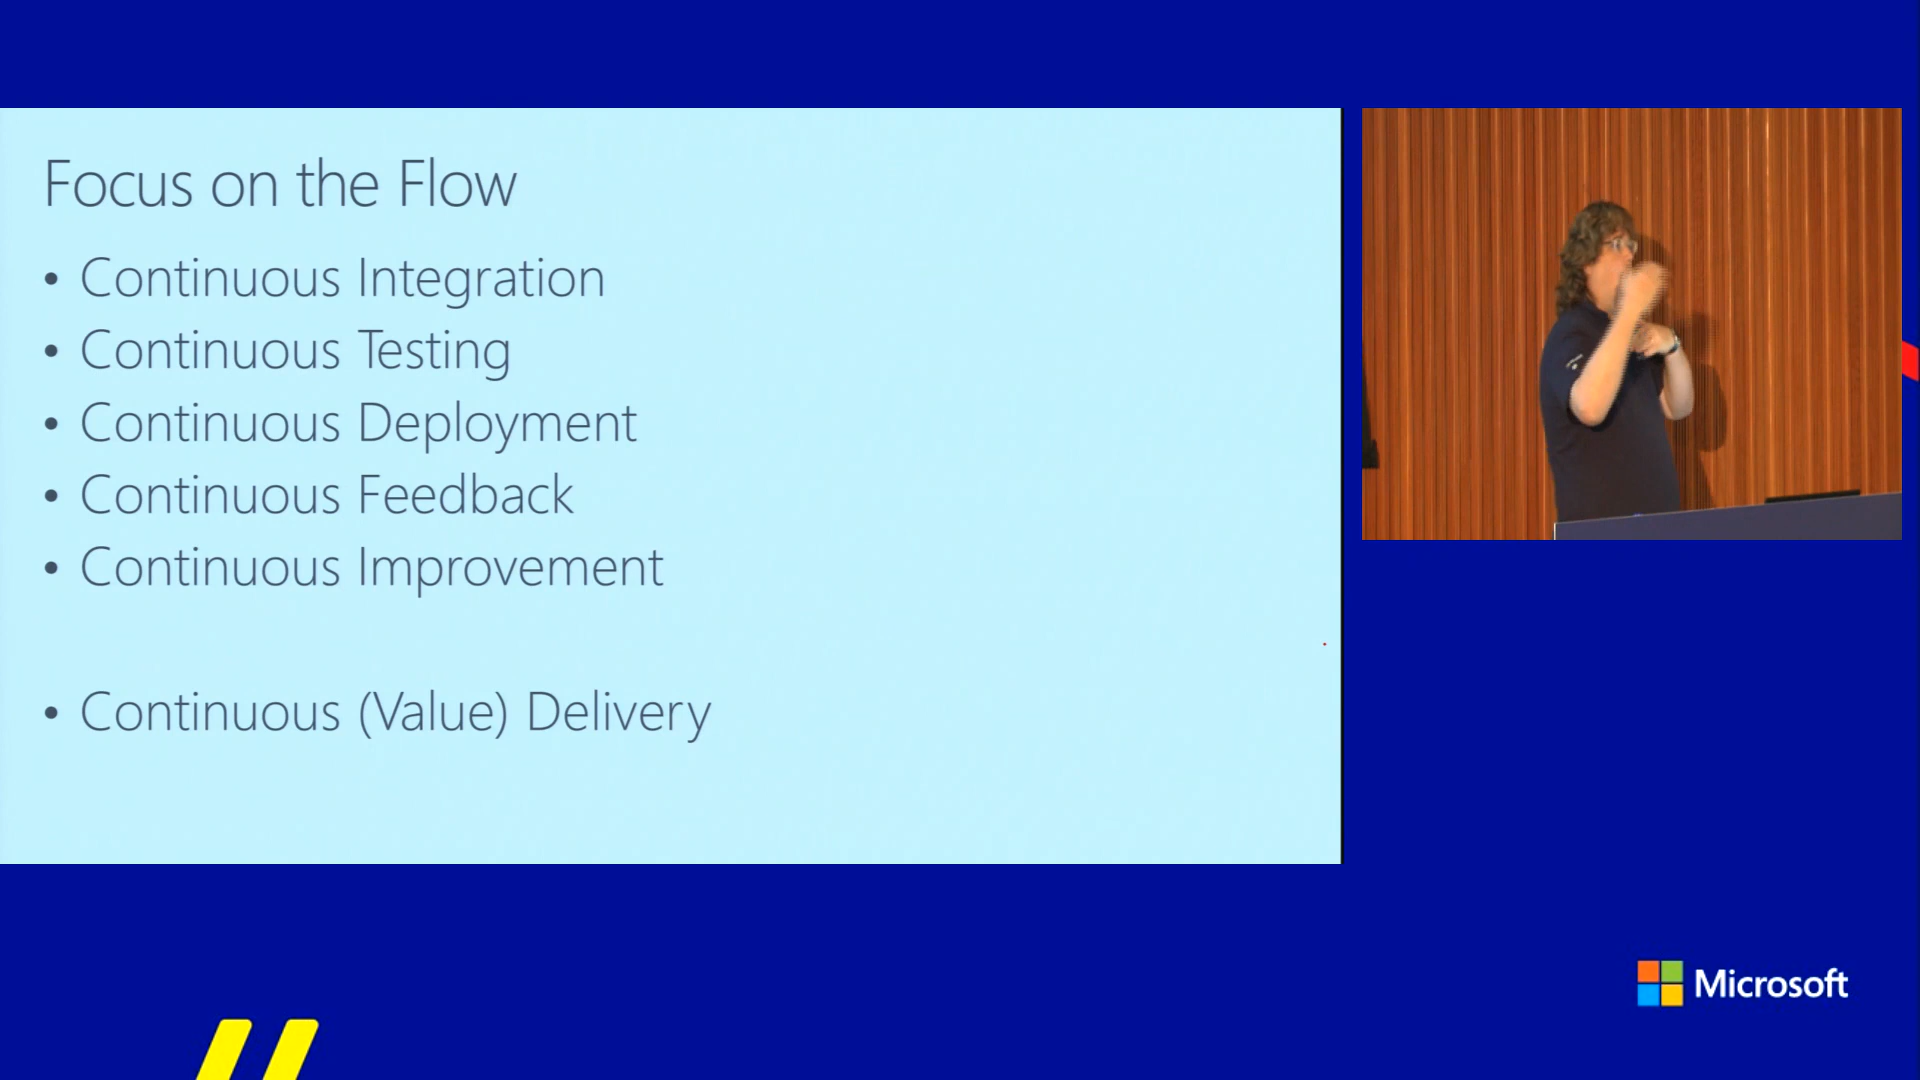 Focus on the Flow
• Continuous Integration
• Continuous Testing
• Continuous Deployment
• Continuous Feedback
• Continuous Improvement
• Continuous (Value) Delivery
Microsoft